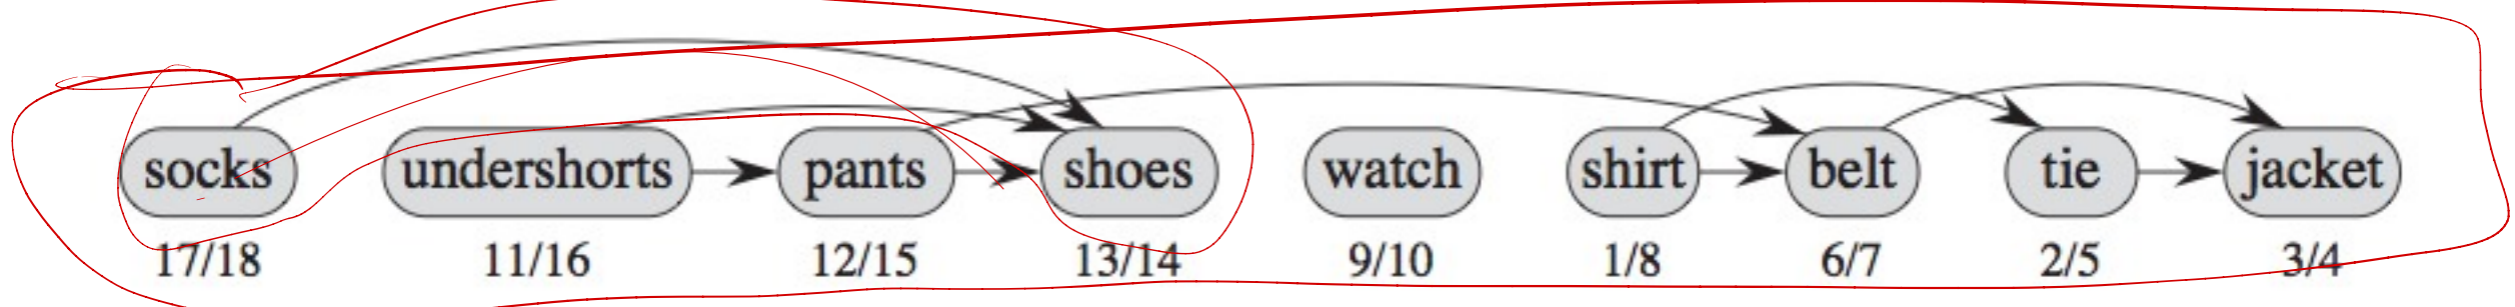 socks undershorts pants shoes watch shirt belt tie jacket
17/18 11/16 12/15 13/14 9/10 1/8 6/7 2/5 3/4